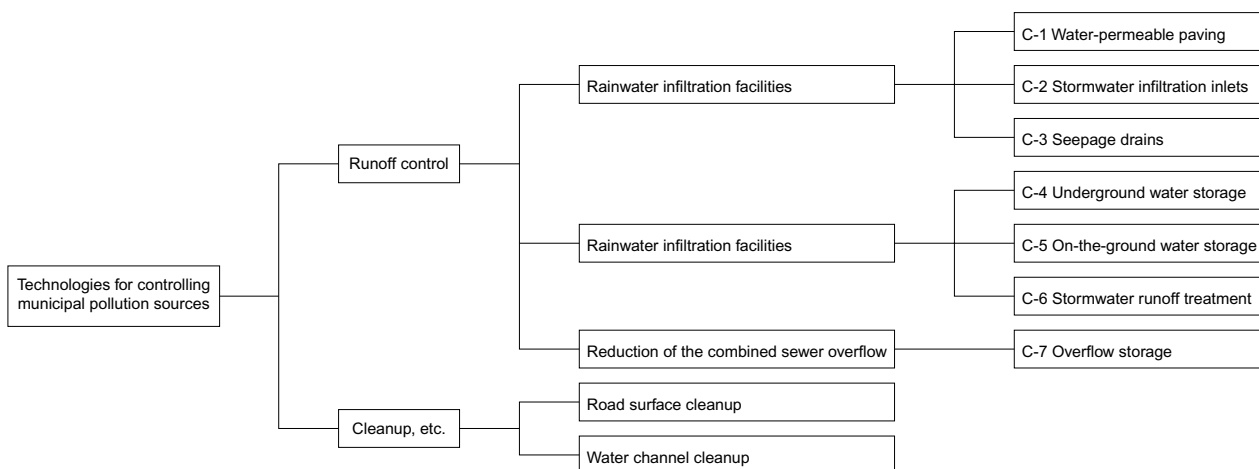 Technologies for controlling
municipal pollution sources
Runoff control
Rainwater infiltration facilities
C-1 Water-permeable paving
C-2 Stormwater infiltration inlets
C-3 Seepage drains
Rainwater infiltration facilities
C-4 Underground water storage
C-5 On-the-ground water storage
C-6 Stormwater runoff treatment
Reduction of the combined sewer overflow
C-7 Overflow storage
Cleanup, etc.
Road surface cleanup
Water channel cleanup